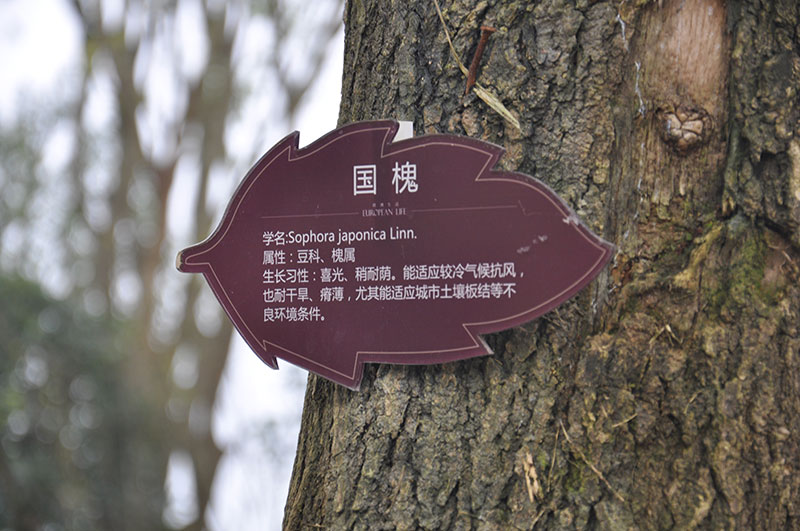 国槐
EUROPEAN LIFE
学名:Sophora japonica Linn.
属性：豆科、槐属
生长习性：喜光、稍耐荫。能适应较冷气候抗风，
也耐干旱、瘠薄，尤其能适应城市土壤板结等不
良环境条件。